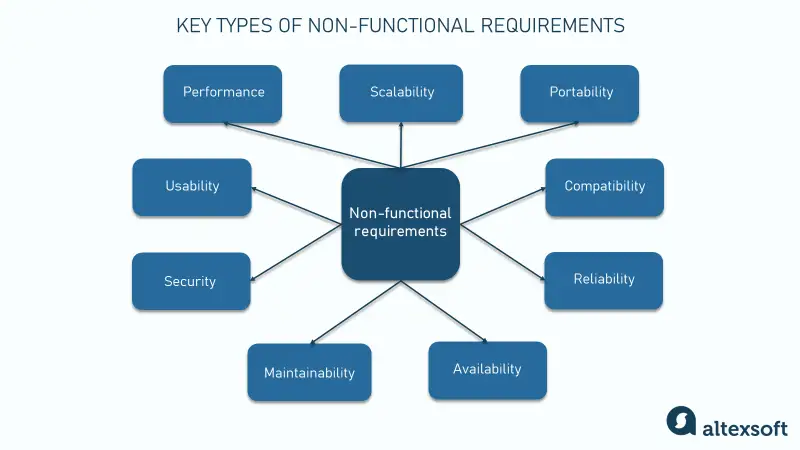 KEY TYPES OF NON-FUNCTIONAL REQUIREMENTS
Performance
Scalability
Portability
Usability
Compatibility
Non-functional
requirements
Security
Reliability
Maintainability
Availability
altexsoft